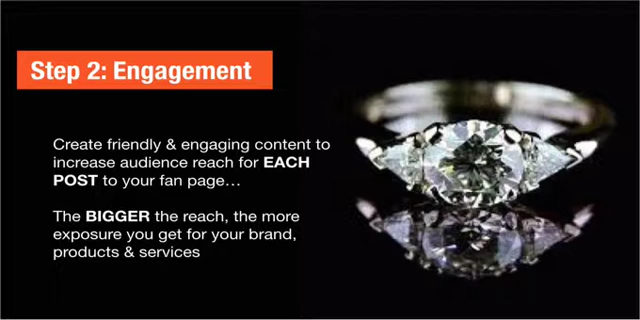 Step 2: Engagement
Create friendly & engaging content to
increase audience reach for EACH
POST to your fan page…
The BIGGER the reach, the more
exposure you get for your brand,
products & services